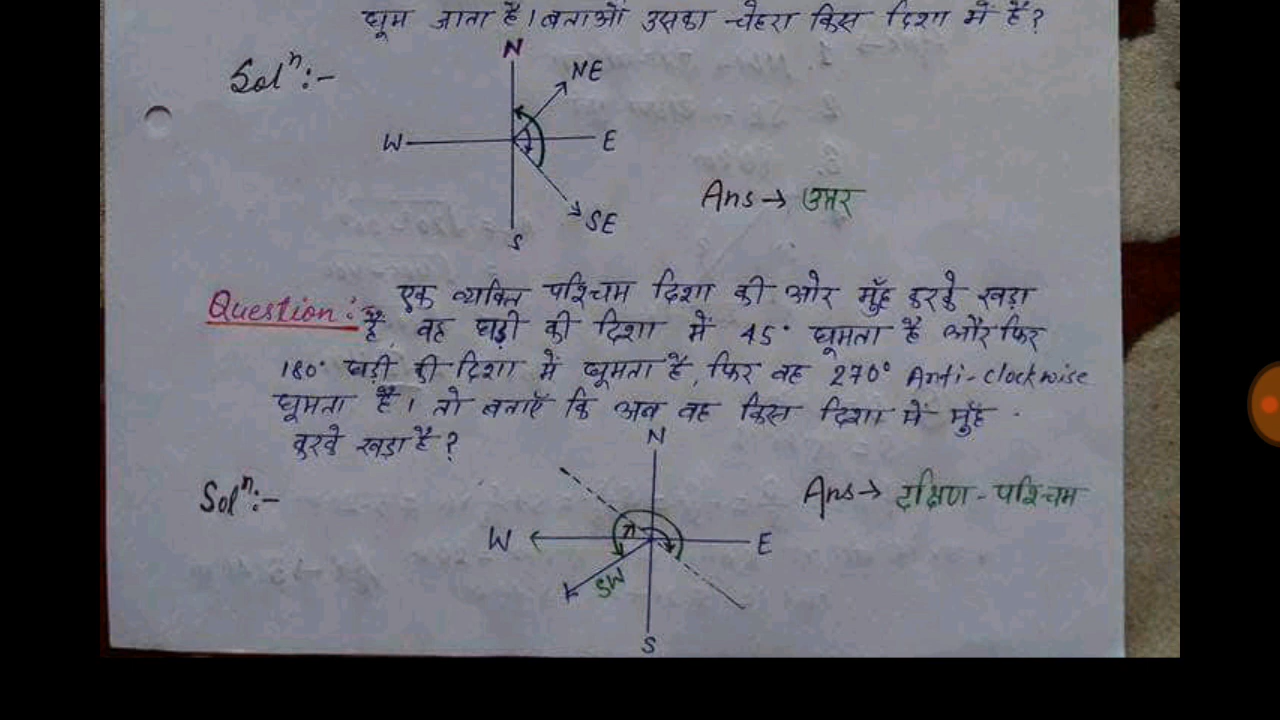 घूम जाता है। बताओं उसका चेहरा किस दिशा में है?
Solⁿ:-
N
NE
W
E
SE
S
Ans → उत्तर
Question:- एक व्यक्ति पश्चिम दिशा की ओर मुँह करके खड़ा
है, वह घड़ी की दिशा में 45° घूमता है और फिर
180° घड़ी की दिशा में घूमता है, फिर वह 270° Anti-clockwise
घूमता है। तो बताएँ कि अब वह किस दिशा में मुँह
करके खड़ा है?
Solⁿ:-
N
W
E
SW
S
Ans → दक्षिण-पश्चिम